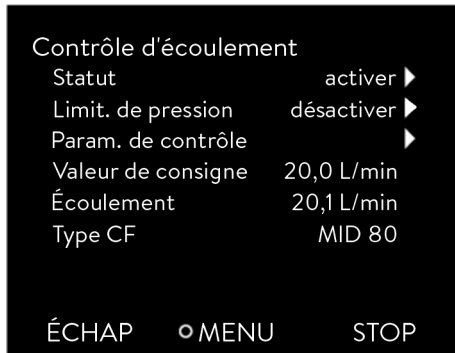 Contrôle d'écoulement
Statut activer
Limit. de pression désactiver
Param. de contrôle
Valeur de consigne 20,0 L/min
Écoulement 20,1 L/min
Type CF MID 80
ÉCHAP MENU STOP